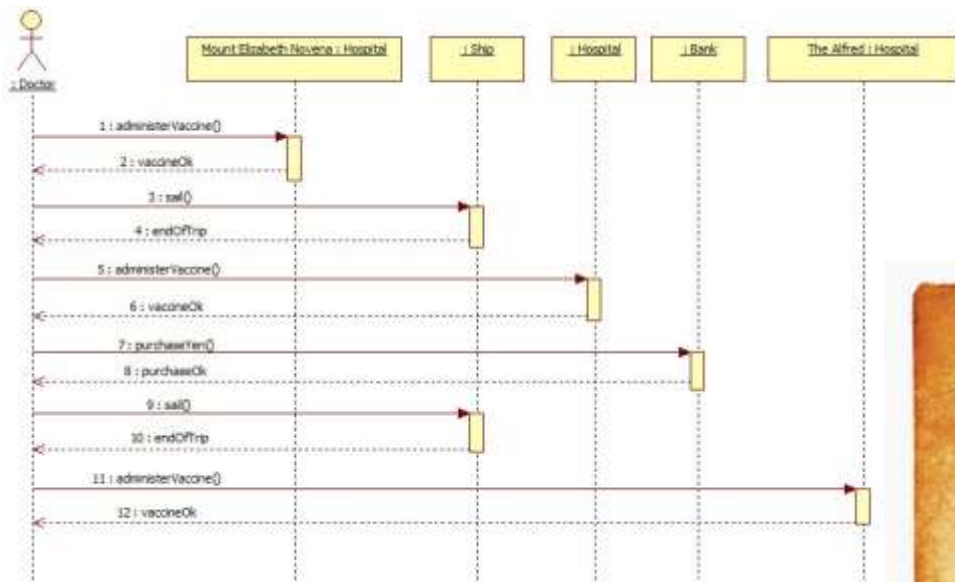 : Doctor
Mount Elizabeth Novena : Hospital
: Ship
: Hospital
: Bank
The Alfred : Hospital
1 : administerVaccine()
2 : vaccineOk
3 : sail()
4 : endOfTrip
5 : administerVaccine()
6 : vaccineOk
7 : purchaseYen()
8 : purchaseOk
9 : sail()
10 : endOfTrip
11 : administerVaccine()
12 : vaccineOk